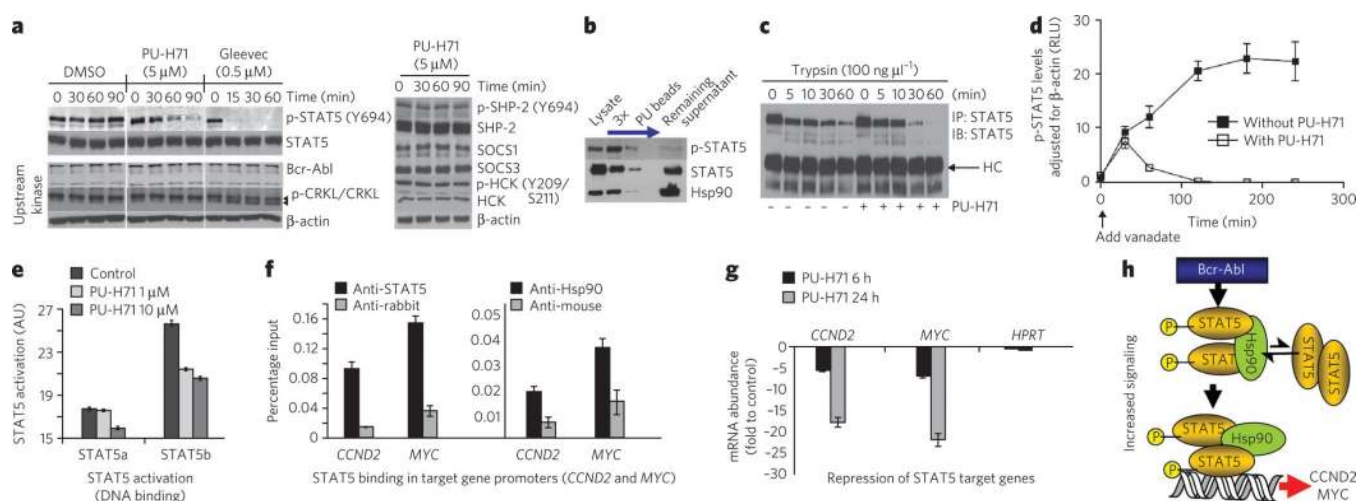 a
DMSO
PU-H71
(5 μM)
Gleevec
(0.5 μM)
0 30 60 90 0 30 60 90 0 15 30 60 Time (min)
p-STAT5 (Y694)
STAT5
Upstream
kinase
Bcr-Abl
p-CRKL/CRKL
β-actin
PU-H71
(5 μM)
0 30 60 90 Time (min)
p-SHP-2 (Y694)
SHP-2
SOCS1
SOCS3
p-HCK (Y209/
S211)
HCK
β-actin
b
Lysate
3×
PU beads
Remaining
supernatant
p-STAT5
STAT5
Hsp90
c
Trypsin (100 ng μl⁻¹)
0 5 10 30 60 0 5 10 30 60 (min)
IP: STAT5
IB: STAT5
HC
– – – – – + + + + + PU-H71
d
p-STAT5 levels
adjusted for β-actin (RLU)
40
30
20
10
0
Without PU-H71
With PU-H71
0 100 200 300
Time (min)
Add vanadate
e
Control
PU-H71 1 μM
PU-H71 10 μM
STAT5 activation (AU)
27
25
21
17
15
STAT5a STAT5b
STAT5 activation
(DNA binding)
f
Anti-STAT5
Anti-rabbit
Percentage input
0.16
0.12
0.08
0.04
0
CCND2 MYC
Anti-Hsp90
Anti-mouse
0.05
0.04
0.03
0.02
0.01
CCND2 MYC
STAT5 binding in target gene promoters (CCND2 and MYC)
g
PU-H71 6 h
PU-H71 24 h
CCND2 MYC HPRT
mRNA abundance
(fold to control)
0
-5
-10
-15
-20
-25
-30
Repression of STAT5 target genes
h
Increased signaling
Bcr-Abl
P STAT5
P STAT
Hsp90
STAT5
STAT5
P STAT5 Hsp90
P STAT5
CCND2
MYC